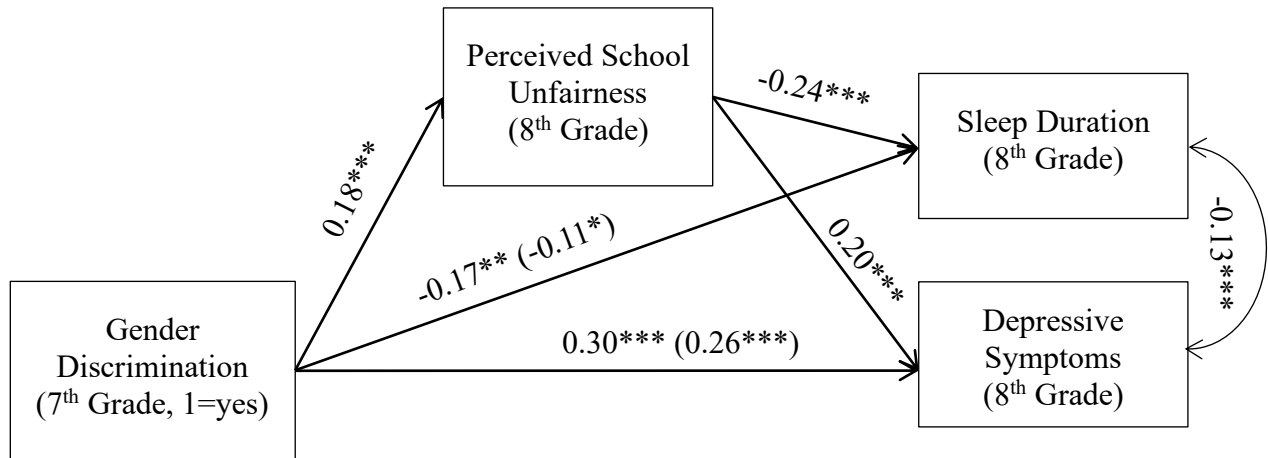 Perceived School
Unfairness
(8th Grade)
-0.24***
Sleep Duration
(8th Grade)
0.18***
-0.17** (-0.11*)
0.20***
-0.13***
Gender
Discrimination
(7th Grade, 1=yes)
0.30*** (0.26***)
Depressive
Symptoms
(8th Grade)